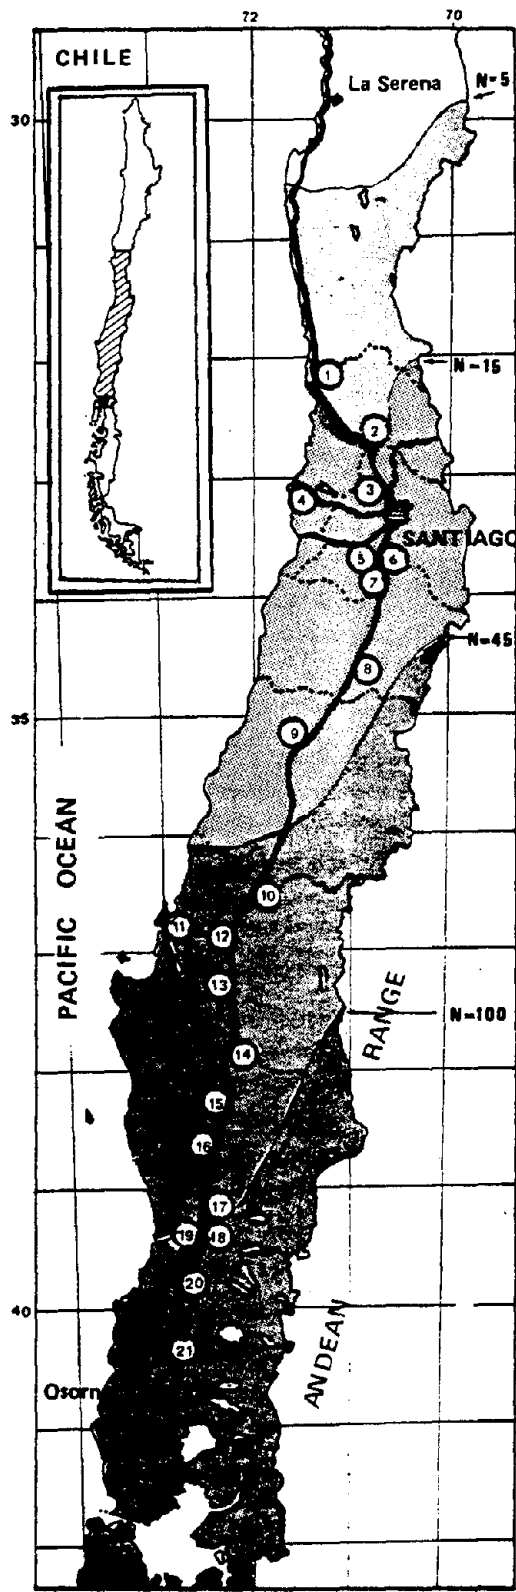 72 70
CHILE
La Serena
N=5
30
1
N=15
2
3
4
SANTIAGO
5 6
7
N=45
8
35
9
PACIFIC OCEAN
10
11
12
13
RANGE
N=100
14
15
16
17
19 18
20
40
ANDEAN
21
Osorn